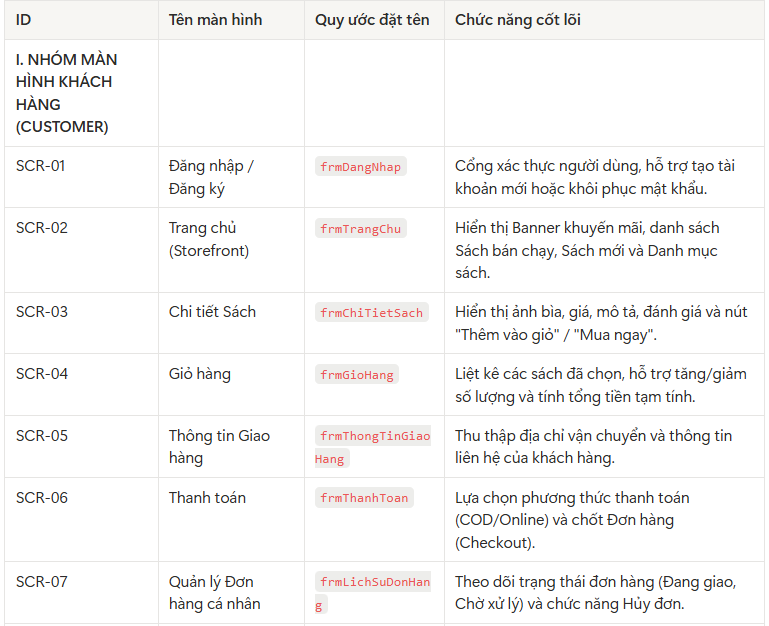 ID Tên màn hình Quy ước đặt tên Chức năng cốt lõi
I. NHÓM MÀN
HÌNH KHÁCH
HÀNG
(CUSTOMER)
SCR-01 Đăng nhập / frmDangNhap Cổng xác thực người dùng, hỗ trợ tạo tài
Đăng ký khoản mới hoặc khôi phục mật khẩu.
SCR-02 Trang chủ frmTrangChu Hiển thị Banner khuyến mãi, danh sách
(Storefront) Sách bán chạy, Sách mới và Danh mục
sách.
SCR-03 Chi tiết Sách frmChiTietSach Hiển thị ảnh bìa, giá, mô tả, đánh giá và nút
"Thêm vào giỏ" / "Mua ngay".
SCR-04 Giỏ hàng frmGioHang Liệt kê các sách đã chọn, hỗ trợ tăng/giảm
số lượng và tính tổng tiền tạm tính.
SCR-05 Thông tin Giao frmThongTinGiao Thu thập địa chỉ vận chuyển và thông tin
hàng Hang liên hệ của khách hàng.
SCR-06 Thanh toán frmThanhToan Lựa chọn phương thức thanh toán
(COD/Online) và chốt Đơn hàng
(Checkout).
SCR-07 Quản lý Đơn frmLichSuDonHan Theo dõi trạng thái đơn hàng (Đang giao,
hàng cá nhân g Chờ xử lý) và chức năng Hủy đơn.